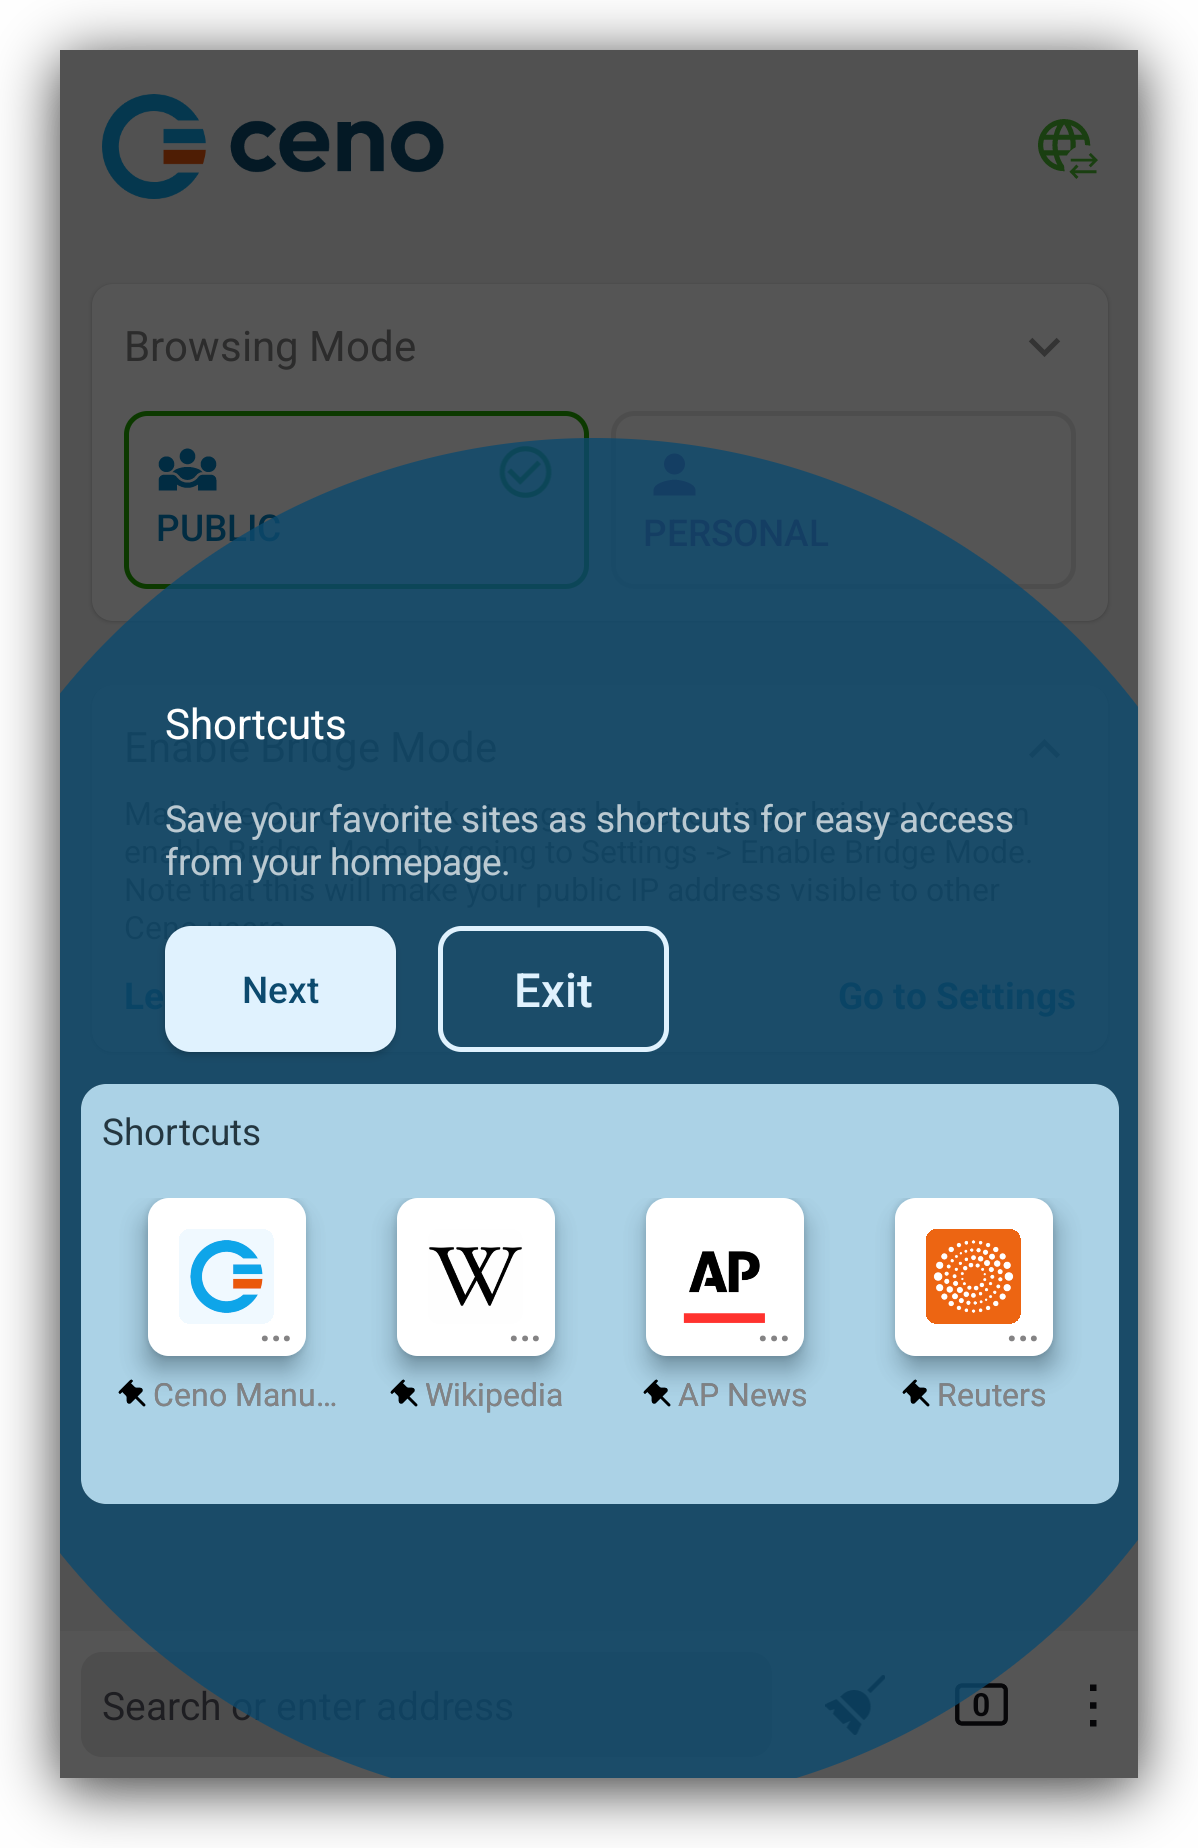 ceno
Browsing Mode
PUBLIC
PERSONAL
Shortcuts
Enable Bridge Mode
Save your favorite sites as shortcuts for easy access
from your homepage.
enable Bridge Mode by going to Settings -> Enable Bridge Mode.
Note that this will make your public IP address visible to other
Next
Exit
Go to Settings
Shortcuts
W
AP
Ceno Manu...
Wikipedia
AP News
Reuters
Search or enter address
0